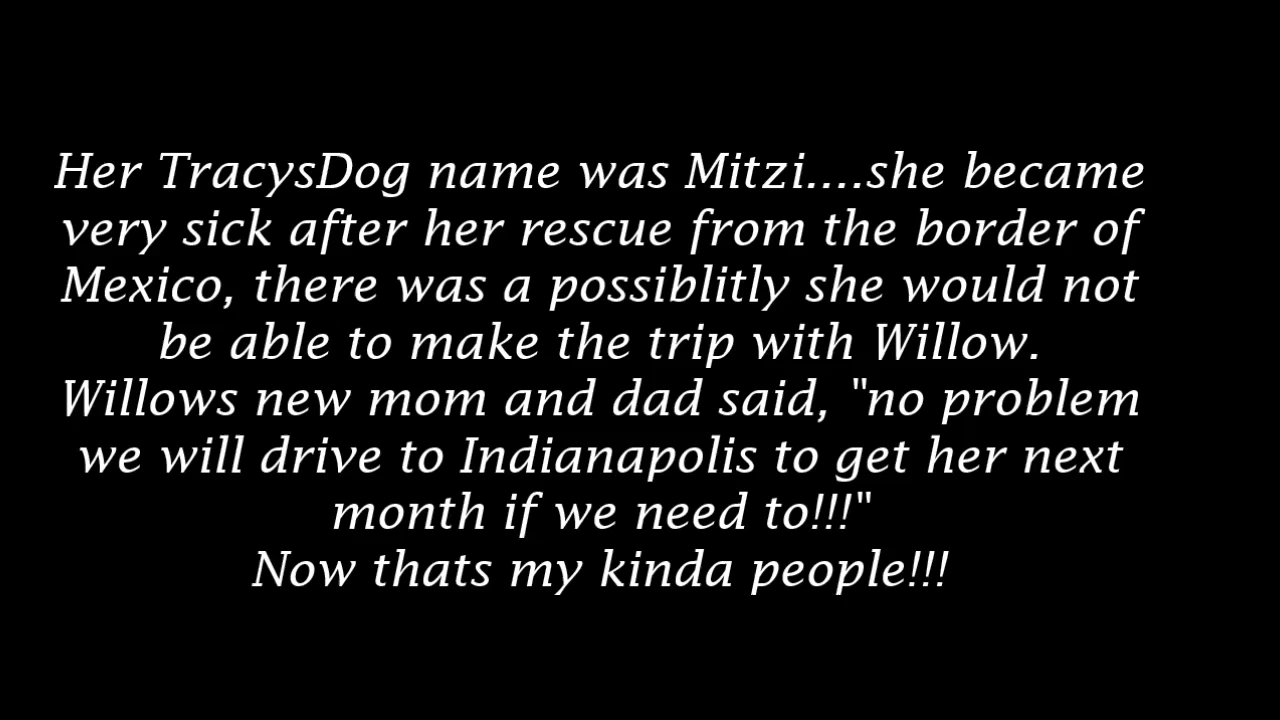 Her TracysDog name was Mitzi....she became
very sick after her rescue from the border of
Mexico, there was a possiblitly she would not
be able to make the trip with Willow.
Willows new mom and dad said, "no problem
we will drive to Indianapolis to get her next
month if we need to!!!"
Now thats my kinda people!!!